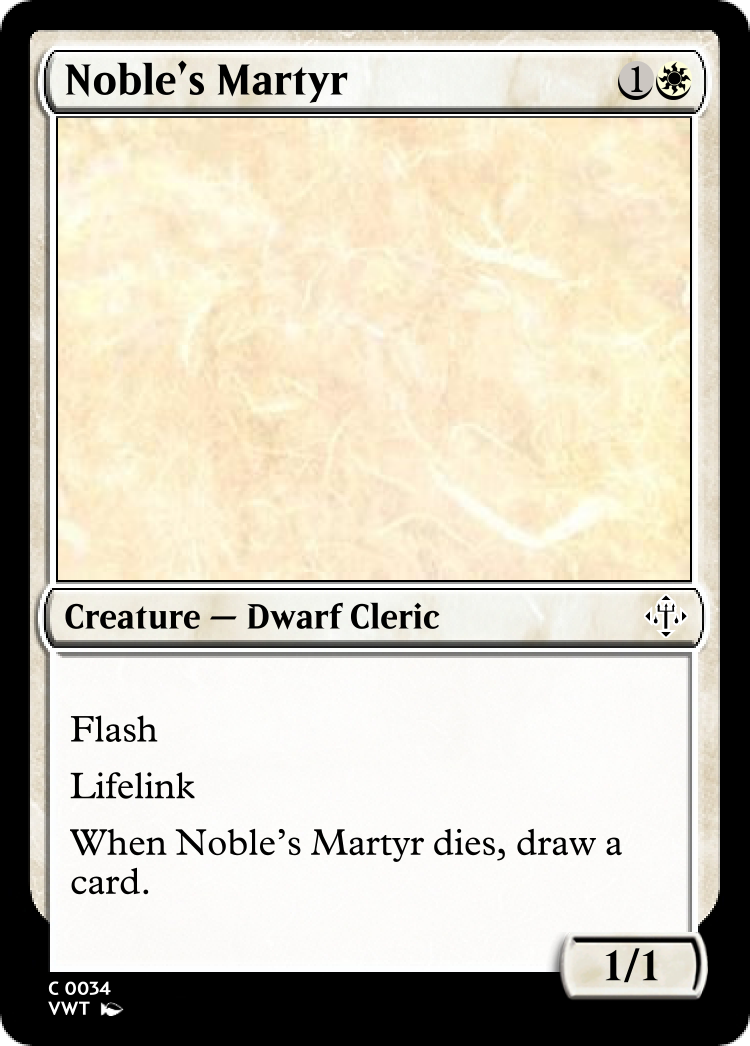 Noble's Martyr 1
Creature — Dwarf Cleric
Flash
Lifelink
When Noble's Martyr dies, draw a
card.
1/1
C 0034
VWT